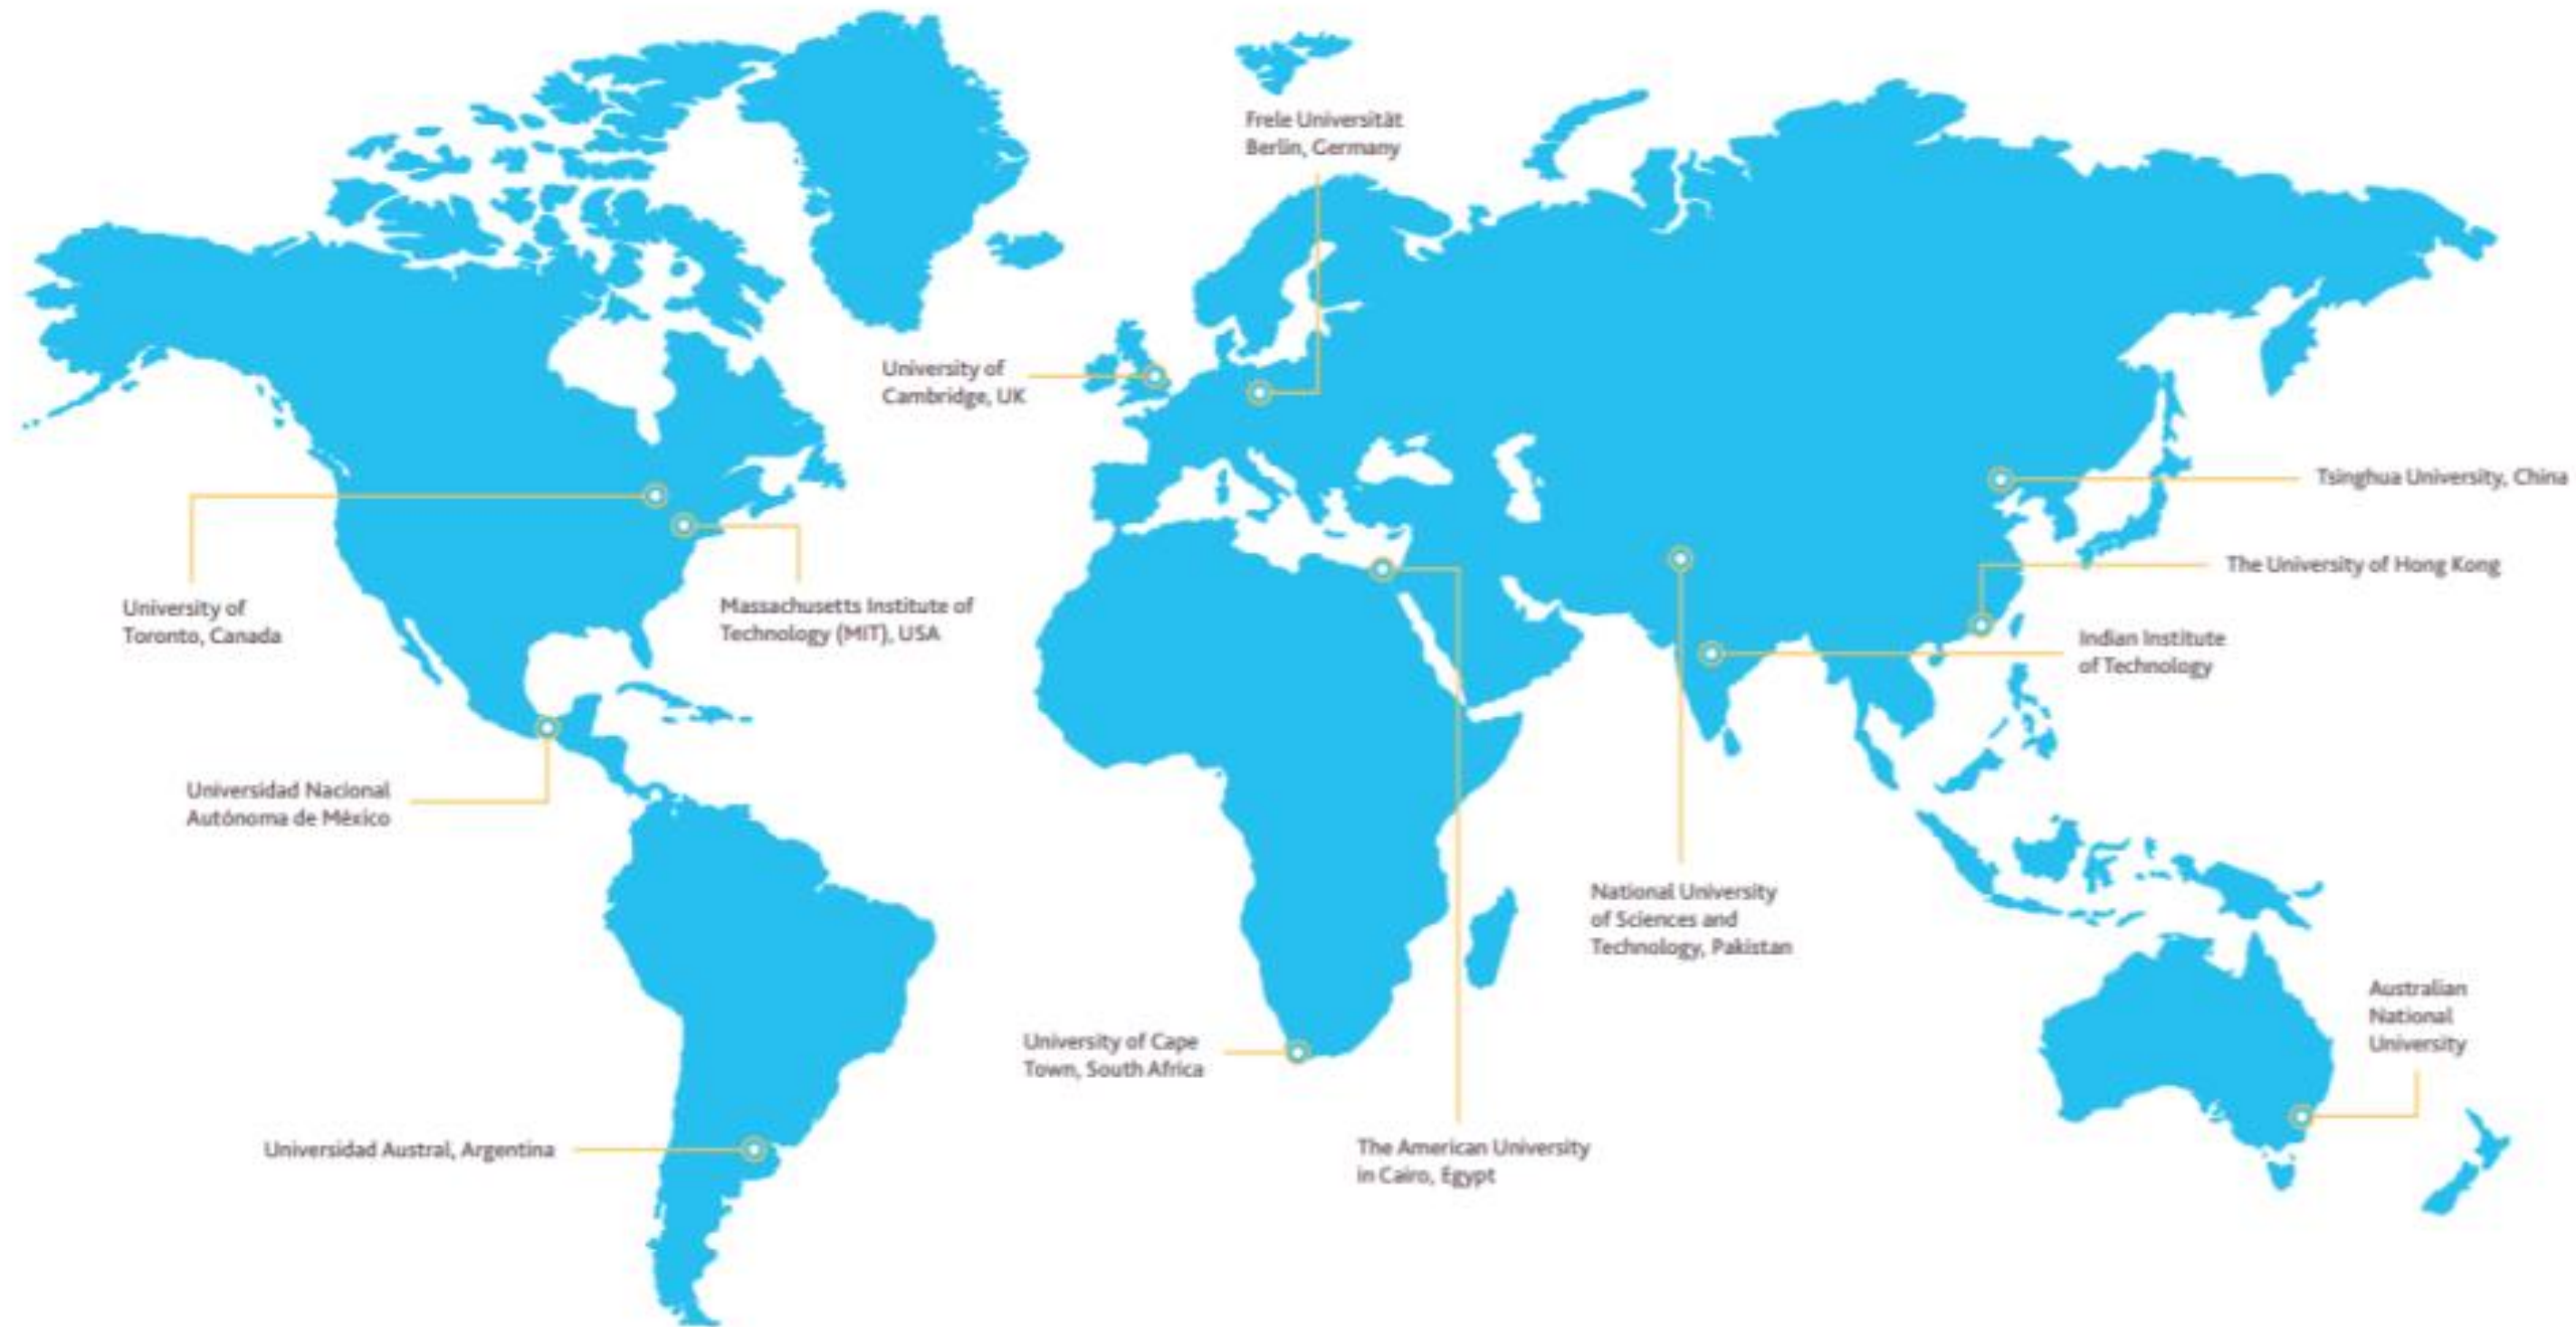 Freie Universität
Berlin, Germany
University of
Cambridge, UK
Tsinghua University, China
The University of Hong Kong
University of
Toronto, Canada
Massachusetts Institute of
Technology (MIT), USA
Indian Institute
of Technology
Universidad Nacional
Autónoma de México
National University
of Sciences and
Technology, Pakistan
Australian
National
University
University of Cape
Town, South Africa
Universidad Austral, Argentina
The American University
in Cairo, Egypt